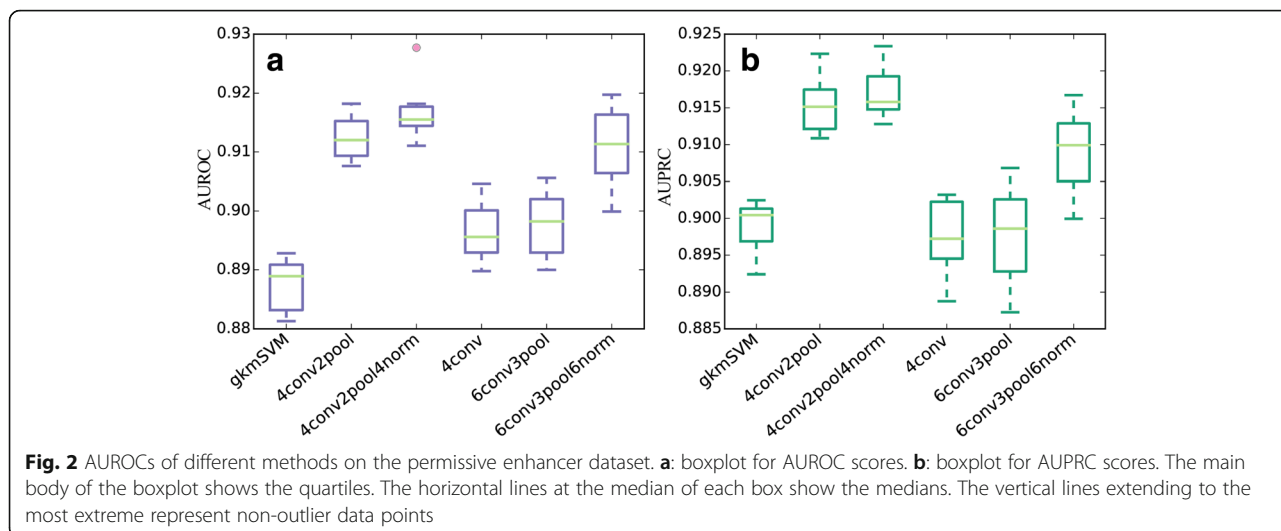 a
0.93
0.92
0.91
0.90
0.89
0.88
AUROC
gkmSVM
4conv2pool
4conv2pool4norm
4conv
6conv3pool
6conv3pool6norm
b
0.925
0.920
0.915
0.910
0.905
0.900
0.895
0.890
0.885
AUPRC
gkmSVM
4conv2pool
4conv2pool4norm
4conv
6conv3pool
6conv3pool6norm
Fig. 2 AUROCs of different methods on the permissive enhancer dataset. a: boxplot for AUROC scores. b: boxplot for AUPRC scores. The main
body of the boxplot shows the quartiles. The horizontal lines at the median of each box show the medians. The vertical lines extending to the
most extreme represent non-outlier data points